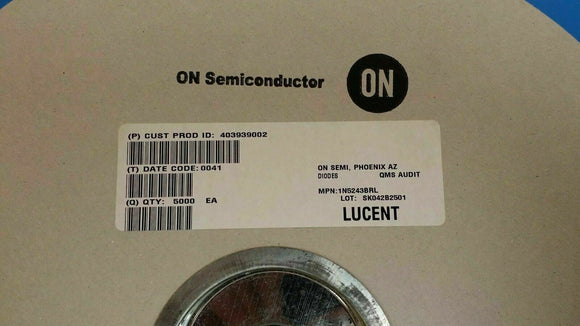 ON Semiconductor
ON
(P) CUST PROD ID: 403939002
(T) DATE CODE:0041
(Q) QTY: 5000 EA
ON SEMI, PHOENIX AZ
DIODES QMS AUDIT
MPN:1N5243BRL
LOT: SK042B2501
LUCENT